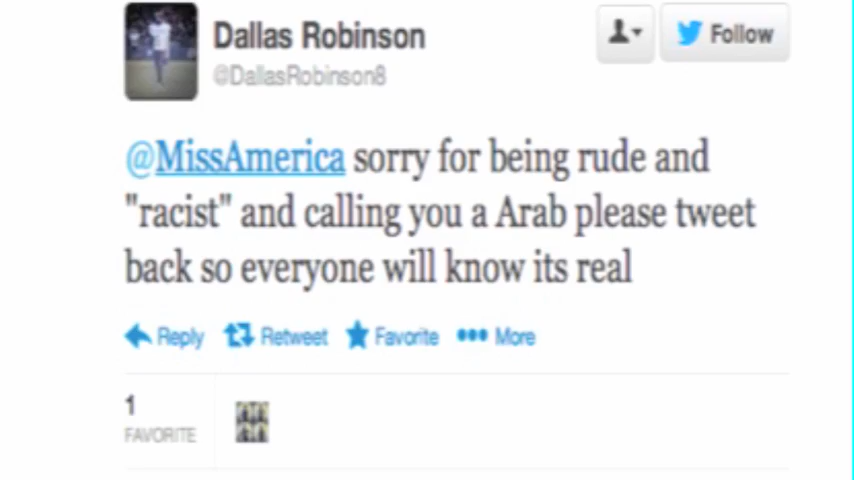 Dallas Robinson
Follow
@DallasRobinson8
@MissAmerica sorry for being rude and
"racist" and calling you a Arab please tweet
back so everyone will know its real
Reply Retweet Favorite More
1
FAVORITE